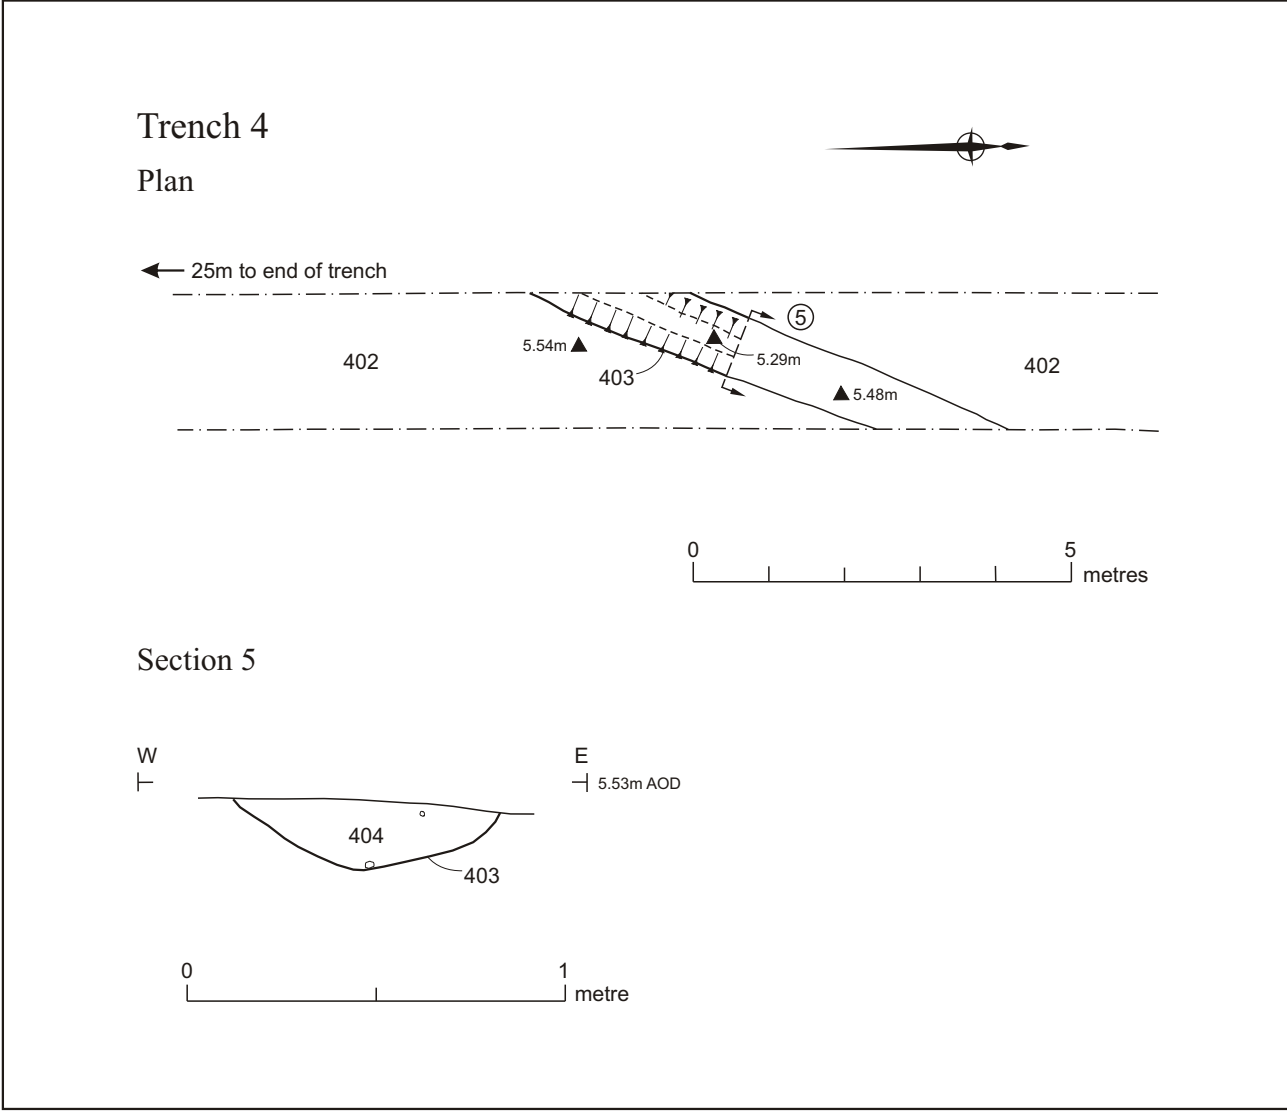 Trench 4
Plan
25m to end of trench
5
5.54m
5.29m
402
403
402
5.48m
0 5
metres
Section 5
W E
5.53m AOD
404
403
0 1
metre